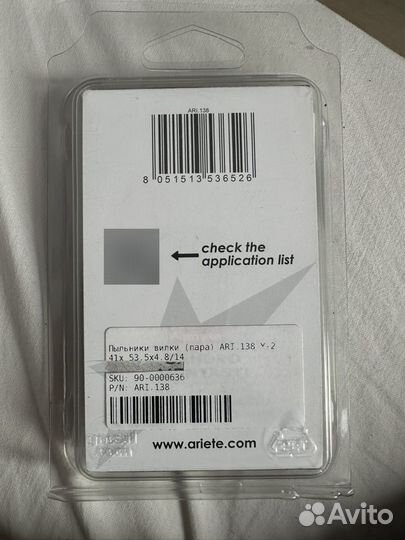 ARI.138
8 051513 536526
check the
application list
Пыльники вилки (пара) ARI.138 Y-2
41x 53,5x4.8/14
SKU: 90-0000636
P/N: ARI.138
www.ariete.com
Avito